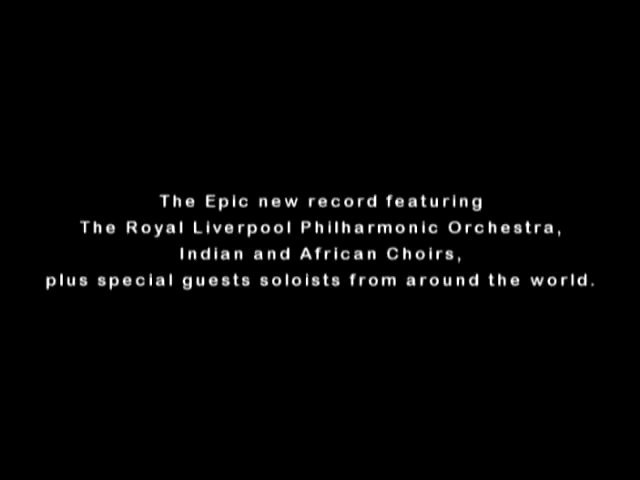 The Epic new record featuring
The Royal Liverpool Philharmonic Orchestra,
Indian and African Choirs,
plus special guests soloists from around the world.